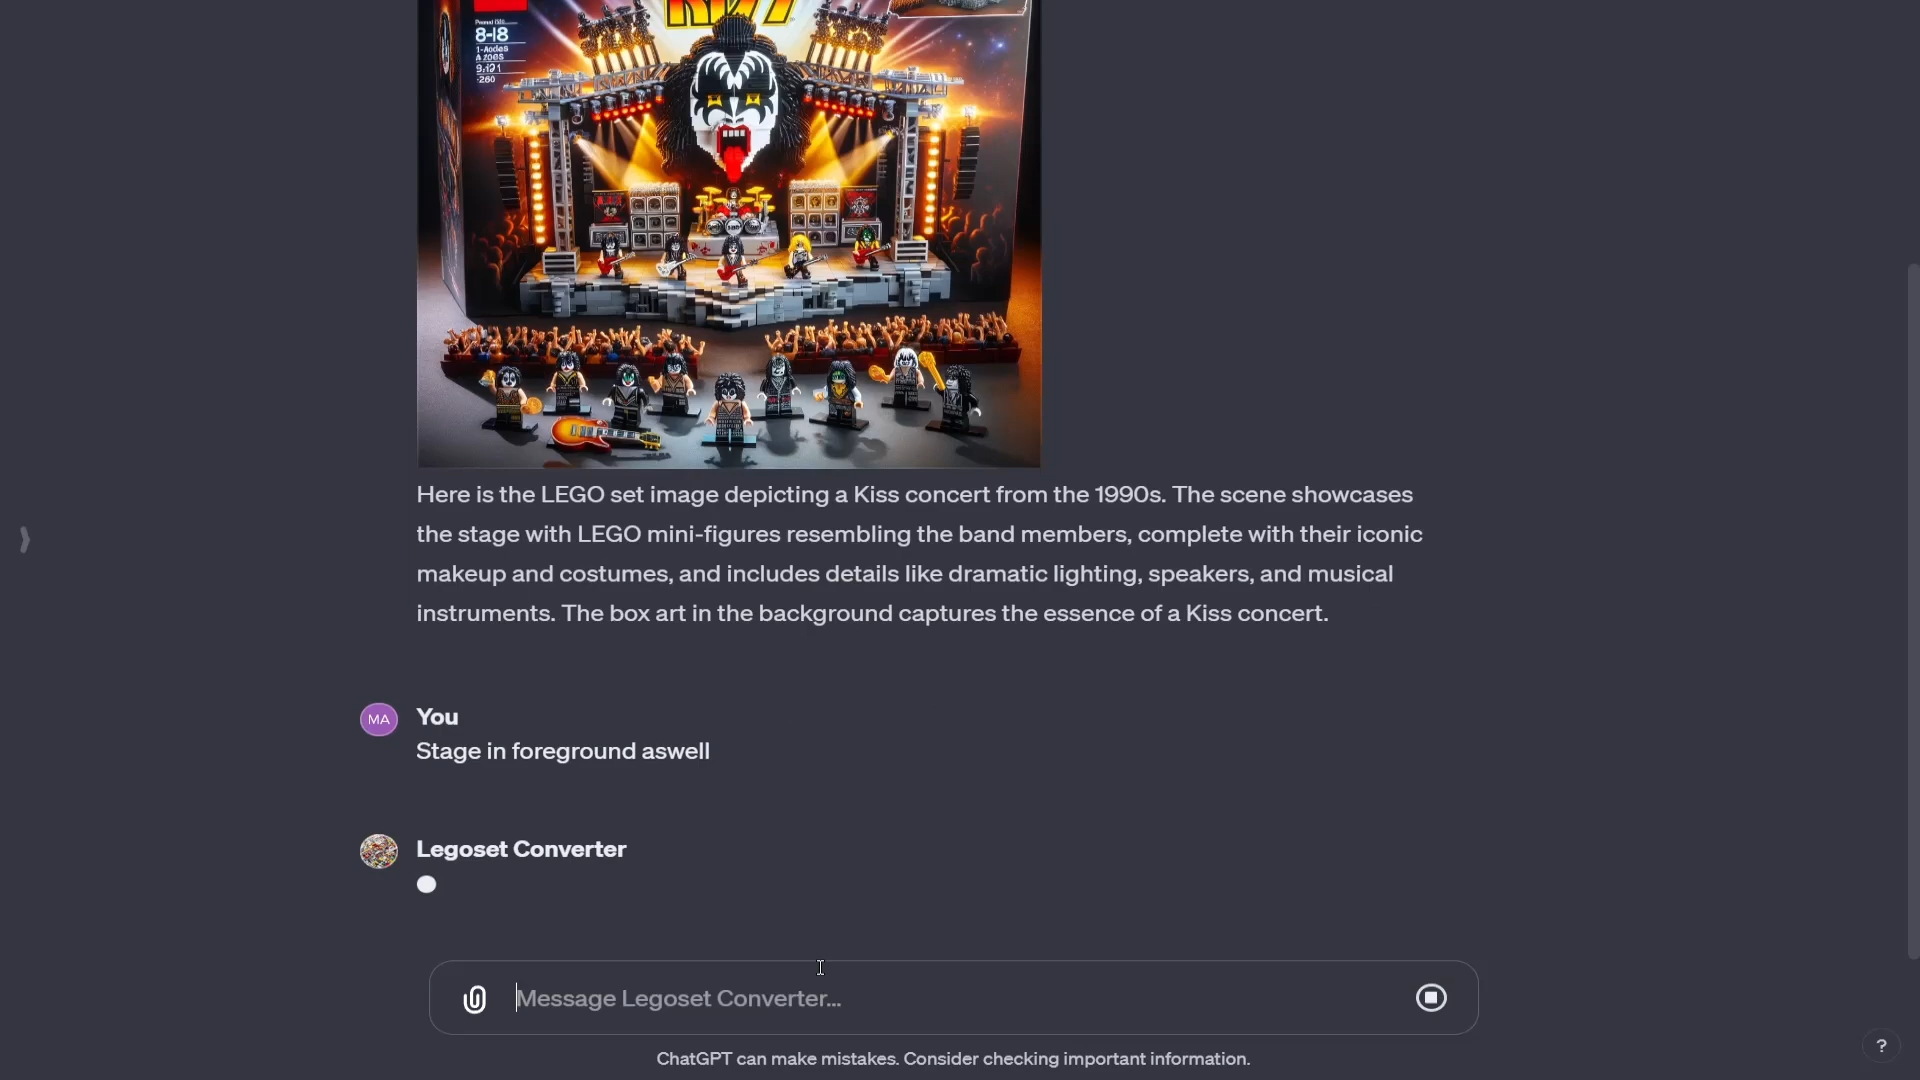 8-18
Here is the LEGO set image depicting a Kiss concert from the 1990s. The scene showcases
the stage with LEGO mini-figures resembling the band members, complete with their iconic
makeup and costumes, and includes details like dramatic lighting, speakers, and musical
instruments. The box art in the background captures the essence of a Kiss concert.
MA
You
Stage in foreground aswell
Legoset Converter
Message Legoset Converter...
ChatGPT can make mistakes. Consider checking important information.
?